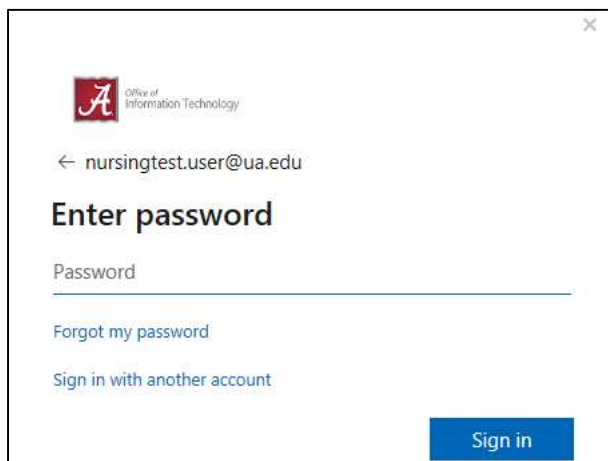 A
Office of
Information Technology
← nursingtest.user@ua.edu
Enter password
Password
Forgot my password
Sign in with another account
Sign in